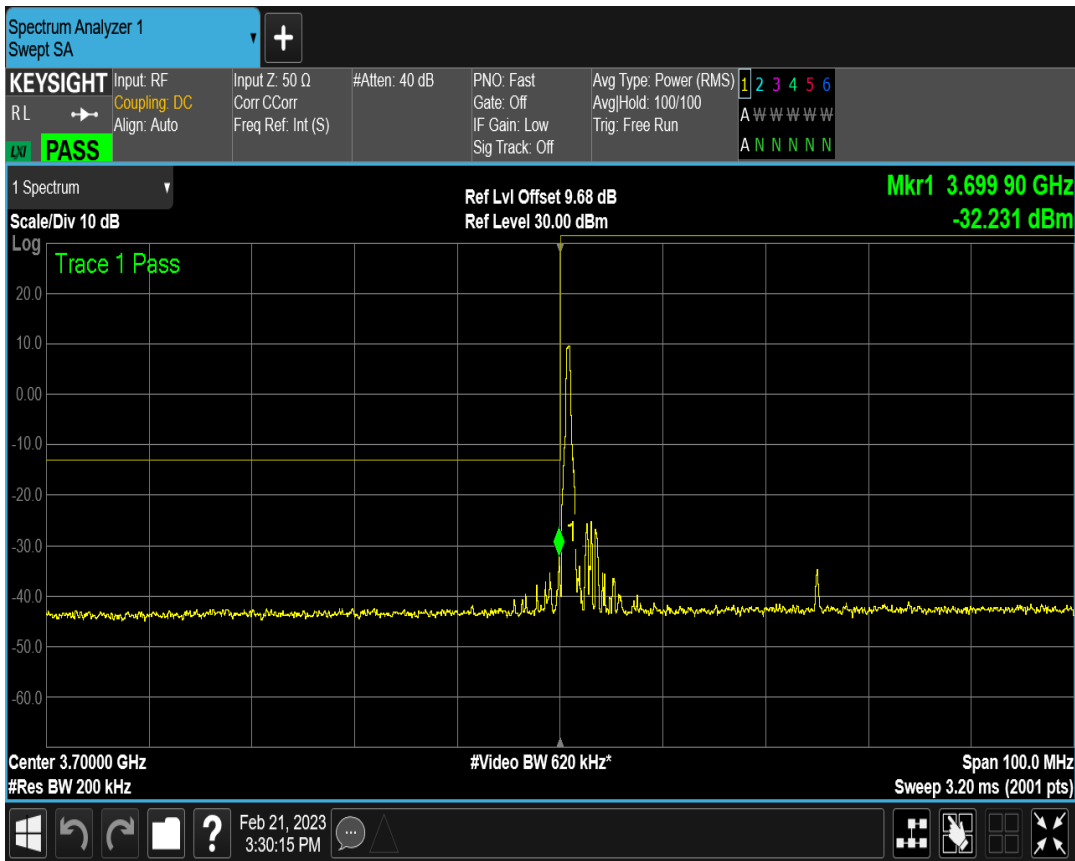 Spectrum Analyzer 1
Swept SA
+
KEYSIGHT
RL
LXI PASS
Input: RF
Coupling: DC
Align: Auto
Input Z: 50 Ω
Corr CCorr
Freq Ref: Int (S)
#Atten: 40 dB
PNO: Fast
Gate: Off
IF Gain: Low
Sig Track: Off
Avg Type: Power (RMS)
Avg|Hold: 100/100
Trig: Free Run
1 2 3 4 5 6
A W W W W W
A N N N N N
1 Spectrum
Scale/Div 10 dB
Ref Lvl Offset 9.68 dB
Ref Level 30.00 dBm
Mkr1 3.699 90 GHz
-32.231 dBm
Log
Trace 1 Pass
20.0
10.0
0.00
-10.0
-20.0
-30.0
-40.0
-50.0
-60.0
1
Center 3.70000 GHz
#Res BW 200 kHz
#Video BW 620 kHz*
Span 100.0 MHz
Sweep 3.20 ms (2001 pts)
?
Feb 21, 2023
3:30:15 PM